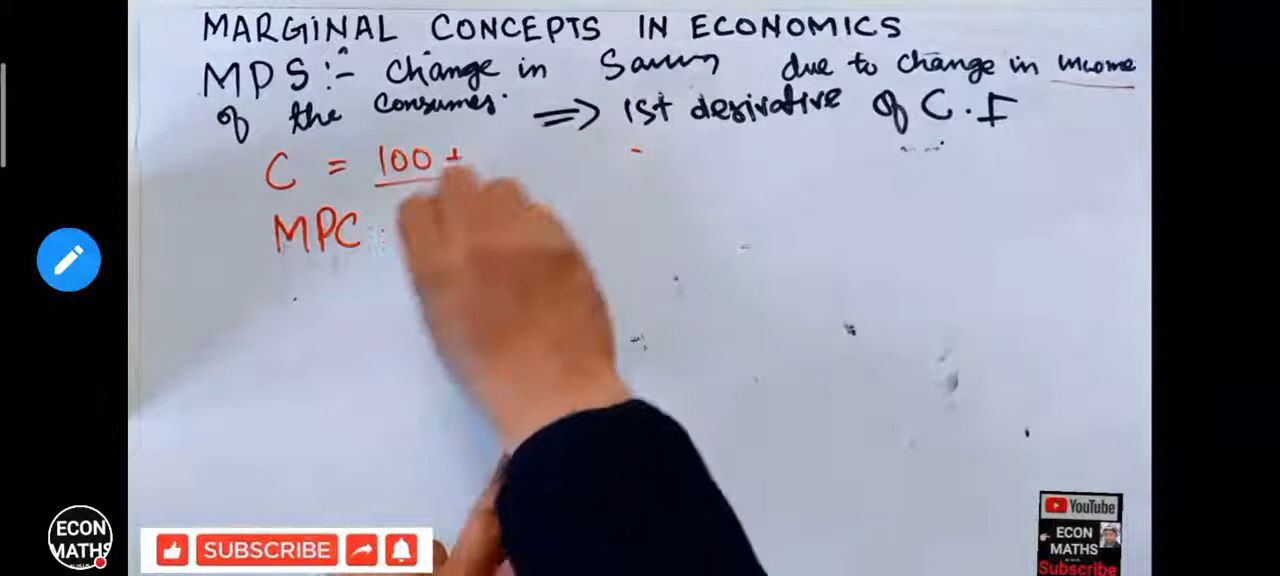 MARGINAL CONCEPTS IN ECONOMICS
MPS :- Change in Saving due to change in income
of the Consumer. ⇒ 1st derivative of C.F
C = 100 +
MPC
ECON
MATHS
SUBSCRIBE
YouTube
ECON
MATHS
Subscribe